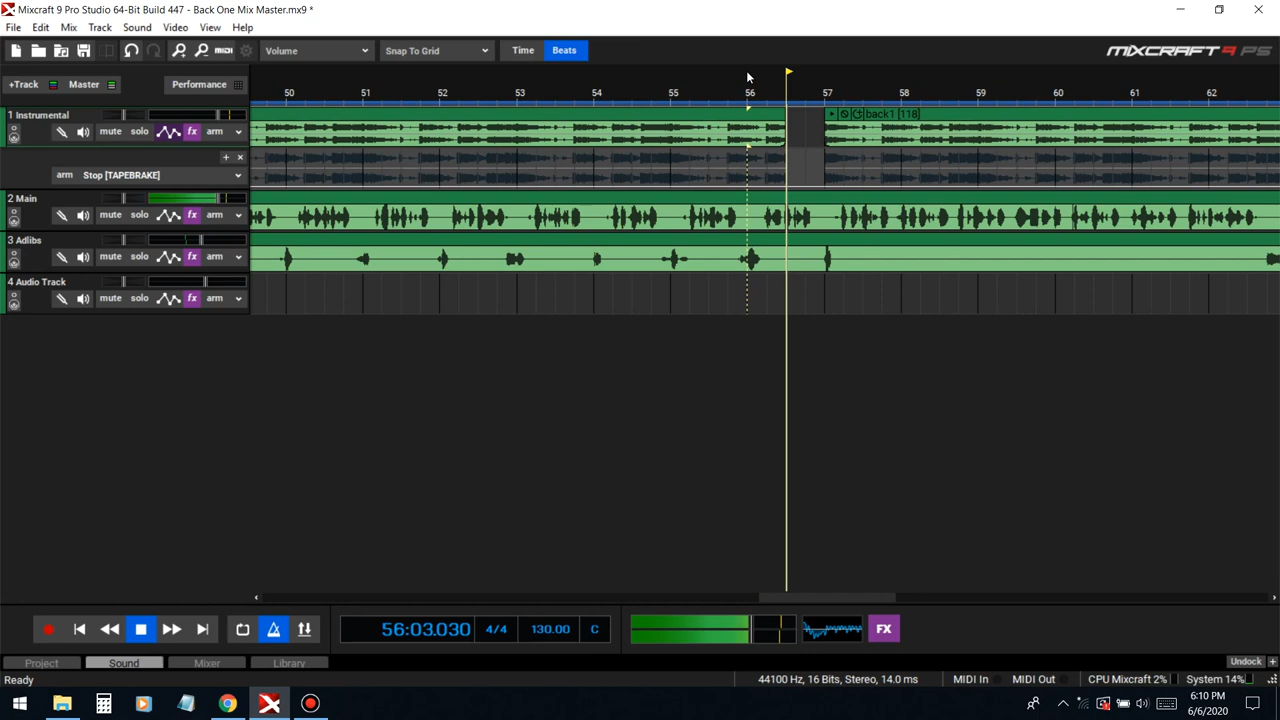 Mixcraft 9 Pro Studio 64-Bit Build 447 - Back One Mix Master.mx9 *
File Edit Mix Track Sound Video View Help
MIDI Volume Snap To Grid Time Beats MIXCRAFT 9 PS
+Track Master Performance
50 51 52 53 54 55 56 57 58 59 60 61 62
1 Instrumental
back1 [118]
mute solo fx arm
arm Stop [TAPEBRAKE]
2 Main
mute solo fx arm
3 Adlibs
mute solo fx arm
4 Audio Track
mute solo fx arm
56:03.030 4/4 130.00 C FX
Project Sound Mixer Library Undock
Ready 44100 Hz, 16 Bits, Stereo, 14.0 ms MIDI In MIDI Out CPU Mixcraft 2% System 14%
6:10 PM
6/6/2020